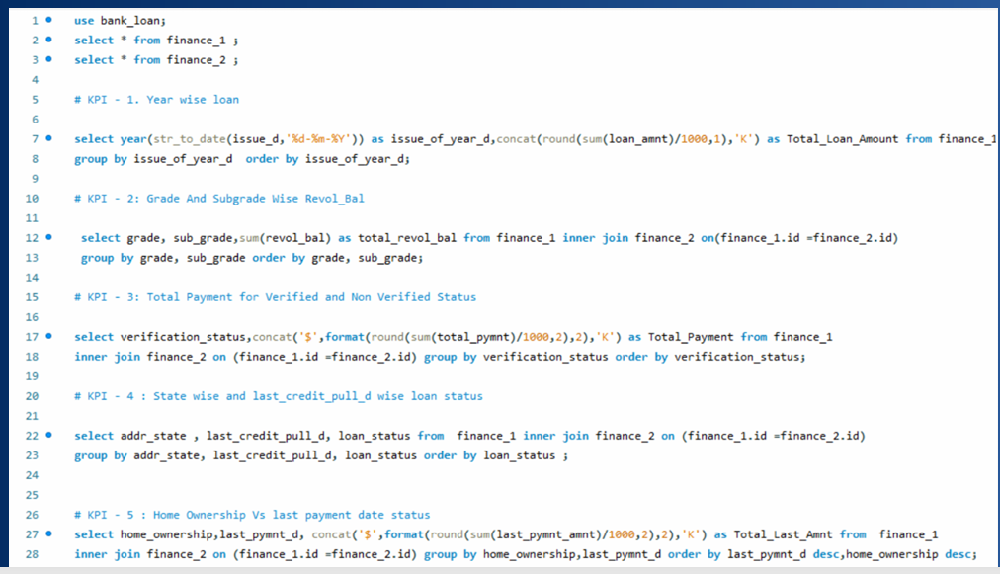 1 use bank_loan;
2 select * from finance_1 ;
3 select * from finance_2 ;
4
5 # KPI - 1. Year wise loan
6
7 select year(str_to_date(issue_d,'%d-%m-%Y')) as issue_of_year_d,concat(round(sum(loan_amnt)/1000,1),'K') as Total_Loan_Amount from finance_1
8 group by issue_of_year_d  order by issue_of_year_d;
9
10 # KPI - 2: Grade And Subgrade Wise Revol_Bal
11
12  select grade, sub_grade,sum(revol_bal) as total_revol_bal from finance_1 inner join finance_2 on(finance_1.id =finance_2.id)
13  group by grade, sub_grade order by grade, sub_grade;
14
15 # KPI - 3: Total Payment for Verified and Non Verified Status
16
17 select verification_status,concat('$',format(round(sum(total_pymnt)/1000,2),2),'K') as Total_Payment from finance_1
18 inner join finance_2 on (finance_1.id =finance_2.id) group by verification_status order by verification_status;
19
20 # KPI - 4 : State wise and last_credit_pull_d wise loan status
21
22 select addr_state , last_credit_pull_d, loan_status from  finance_1 inner join finance_2 on (finance_1.id =finance_2.id)
23 group by addr_state, last_credit_pull_d, loan_status order by loan_status ;
24
25
26 # KPI - 5 : Home Ownership Vs last payment date status
27 select home_ownership,last_pymnt_d, concat('$',format(round(sum(last_pymnt_amnt)/1000,2),2),'K') as Total_Last_Amnt from  finance_1
28 inner join finance_2 on (finance_1.id =finance_2.id) group by home_ownership,last_pymnt_d order by last_pymnt_d desc,home_ownership desc;